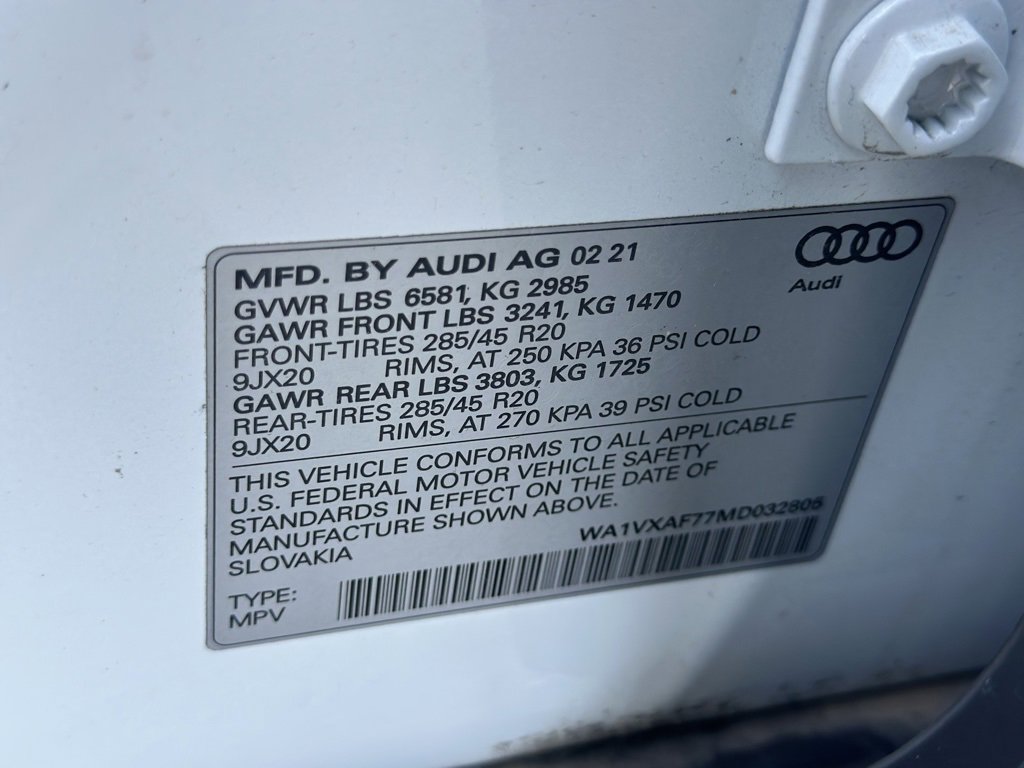 MFD. BY AUDI AG 02 21
Audi
GVWR LBS 6581, KG 2985
GAWR FRONT LBS 3241, KG 1470
FRONT-TIRES 285/45 R20
9JX20 RIMS, AT 250 KPA 36 PSI COLD
GAWR REAR LBS 3803, KG 1725
REAR-TIRES 285/45 R20
9JX20 RIMS, AT 270 KPA 39 PSI COLD
THIS VEHICLE CONFORMS TO ALL APPLICABLE
U.S. FEDERAL MOTOR VEHICLE SAFETY
STANDARDS IN EFFECT ON THE DATE OF
MANUFACTURE SHOWN ABOVE.
SLOVAKIA
WA1VXAF77MD032805
TYPE:
MPV